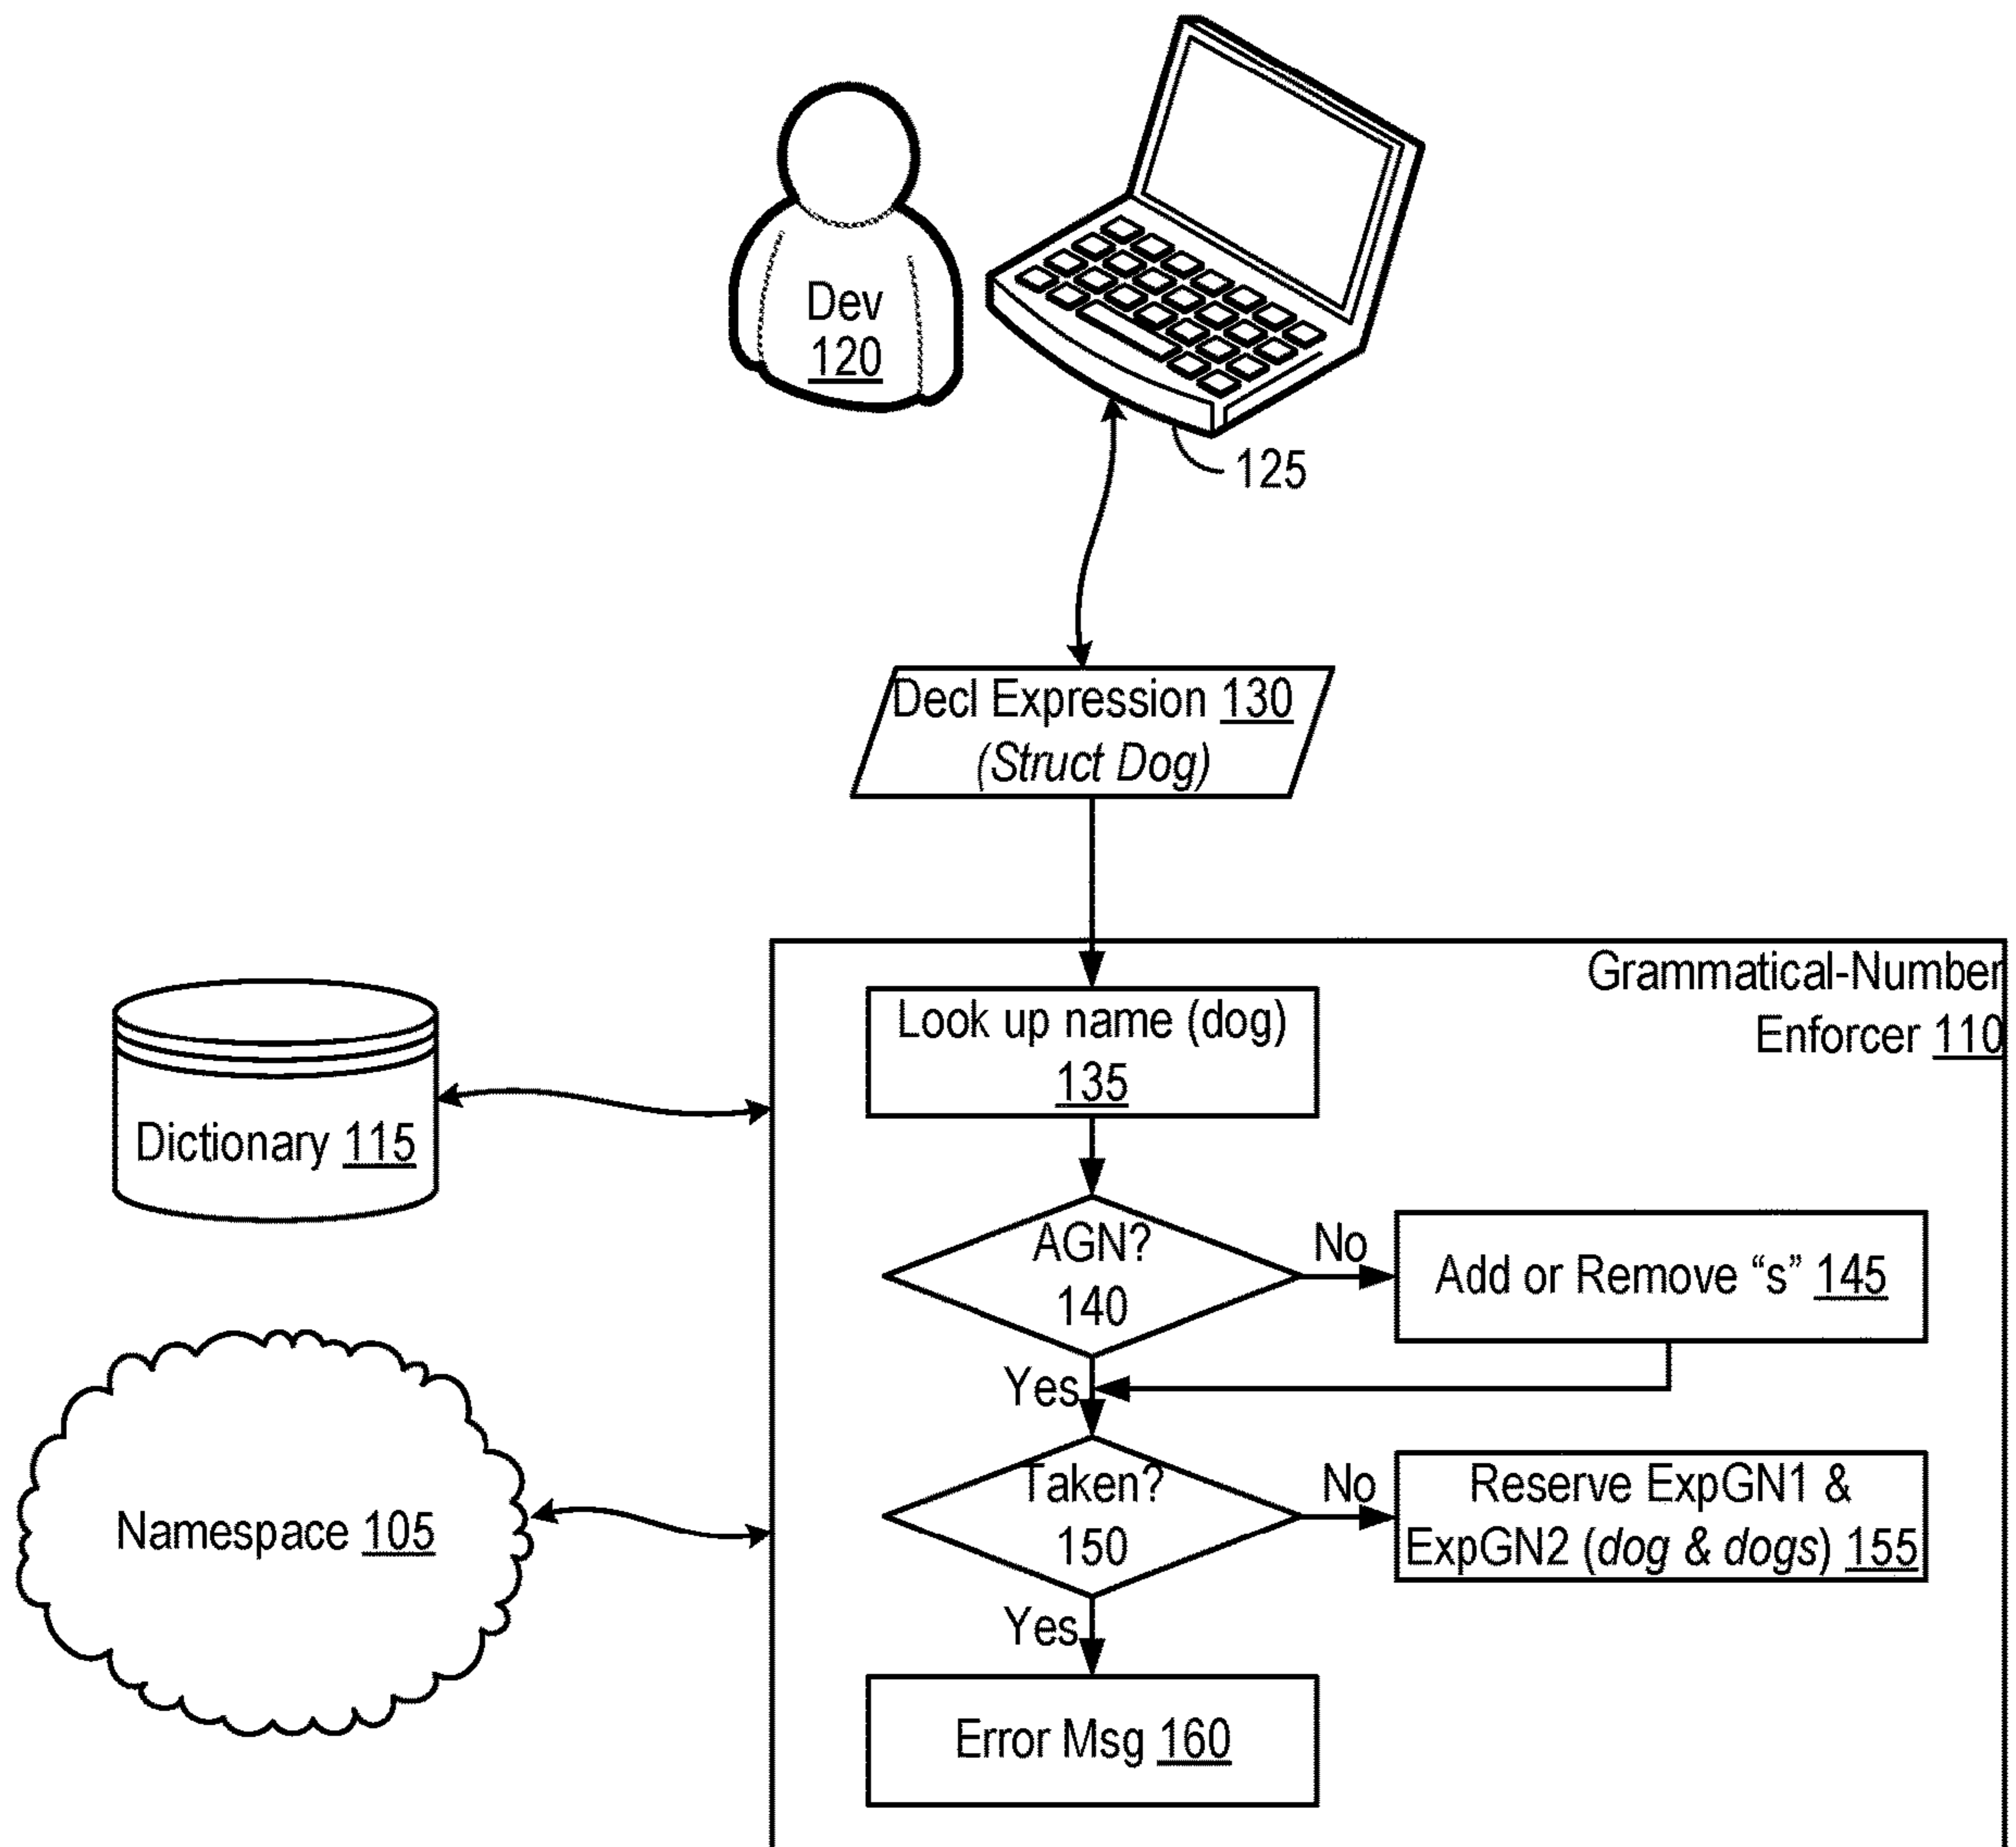 Dev
120
125
Decl Expression 130
(Struct Dog)
Grammatical-Number
Enforcer 110
Look up name (dog)
135
Dictionary 115
AGN?
140
No
Add or Remove “s” 145
Yes
Namespace 105
Taken?
150
No
Reserve ExpGN1 &
ExpGN2 (dog & dogs) 155
Yes
Error Msg 160